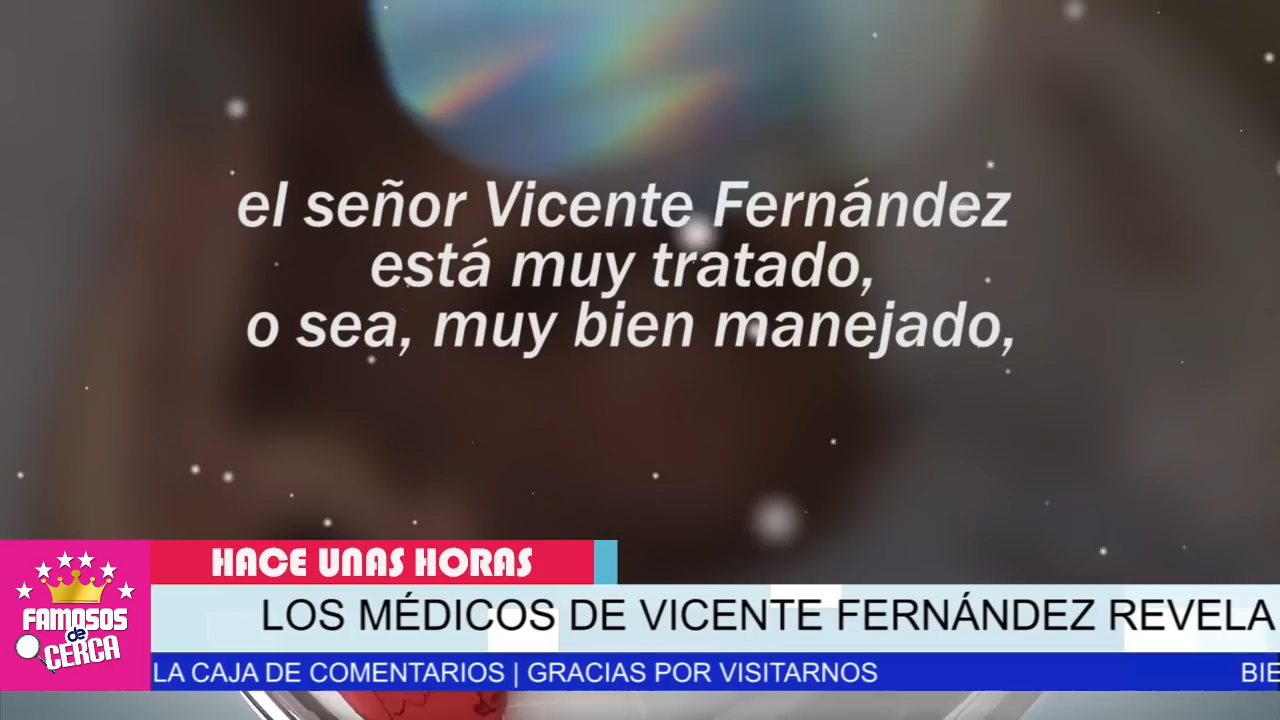 el señor Vicente Fernández
está muy tratado,
o sea, muy bien manejado,
HACE UNAS HORAS
LOS MÉDICOS DE VICENTE FERNÁNDEZ REVELA
FAMOSOS
de
CERCA
LA CAJA DE COMENTARIOS | GRACIAS POR VISITARNOS
BIE